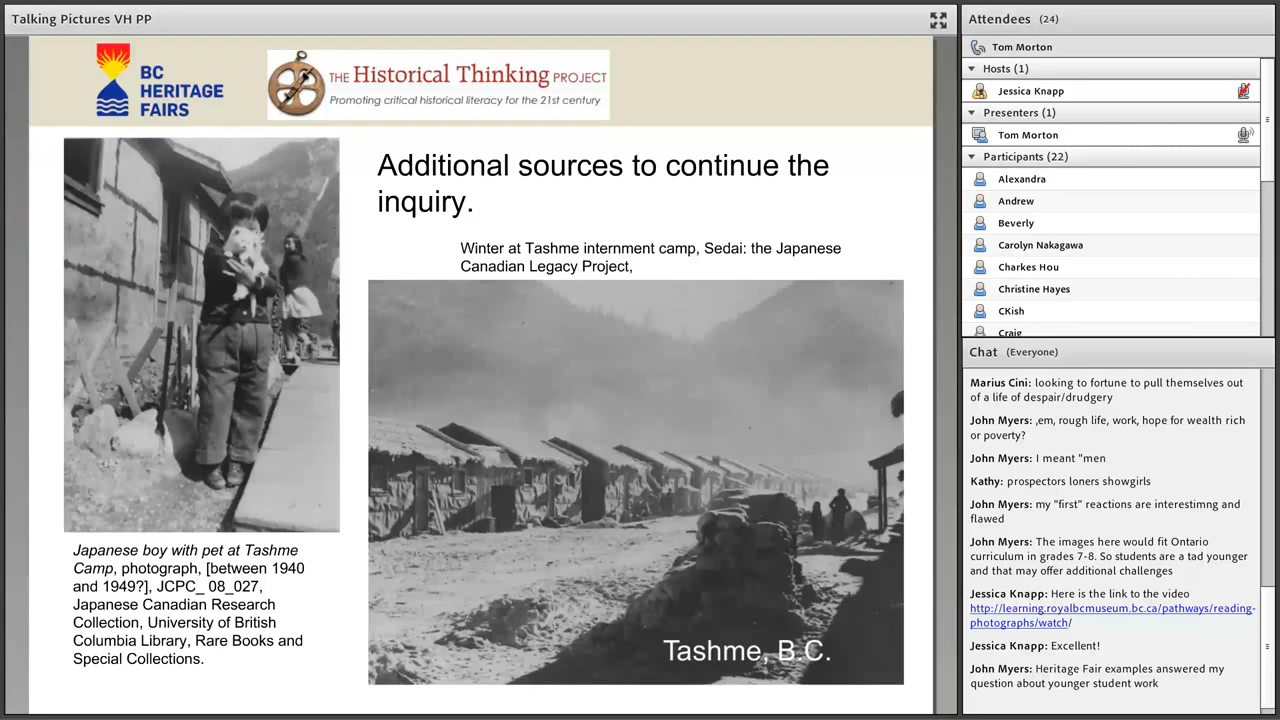 Talking Pictures VH PP
BC
HERITAGE
FAIRS
THE Historical Thinking PROJECT
Promoting critical historical literacy for the 21st century
Additional sources to continue the
inquiry.
Winter at Tashme internment camp, Sedai: the Japanese
Canadian Legacy Project,
Tashme, B.C.
Japanese boy with pet at Tashme
Camp, photograph, [between 1940
and 1949?], JCPC_ 08_027,
Japanese Canadian Research
Collection, University of British
Columbia Library, Rare Books and
Special Collections.
Attendees (24)
Tom Morton
Hosts (1)
Jessica Knapp
Presenters (1)
Tom Morton
Participants (22)
Alexandra
Andrew
Beverly
Carolyn Nakagawa
Charkes Hou
Christine Hayes
CKish
Craig
Chat (Everyone)
Marius Cini: looking to fortune to pull themselves out
of a life of despair/drudgery
John Myers: ,em, rough life, work, hope for wealth rich
or poverty?
John Myers: I meant "men
Kathy: prospectors loners showgirls
John Myers: my "first" reactions are interestimng and
flawed
John Myers: The images here would fit Ontario
curriculum in grades 7-8. So students are a tad younger
and that may offer additional challenges
Jessica Knapp: Here is the link to the video
http://learning.royalbcmuseum.bc.ca/pathways/reading-
photographs/watch/
Jessica Knapp: Excellent!
John Myers: Heritage Fair examples answered my
question about younger student work